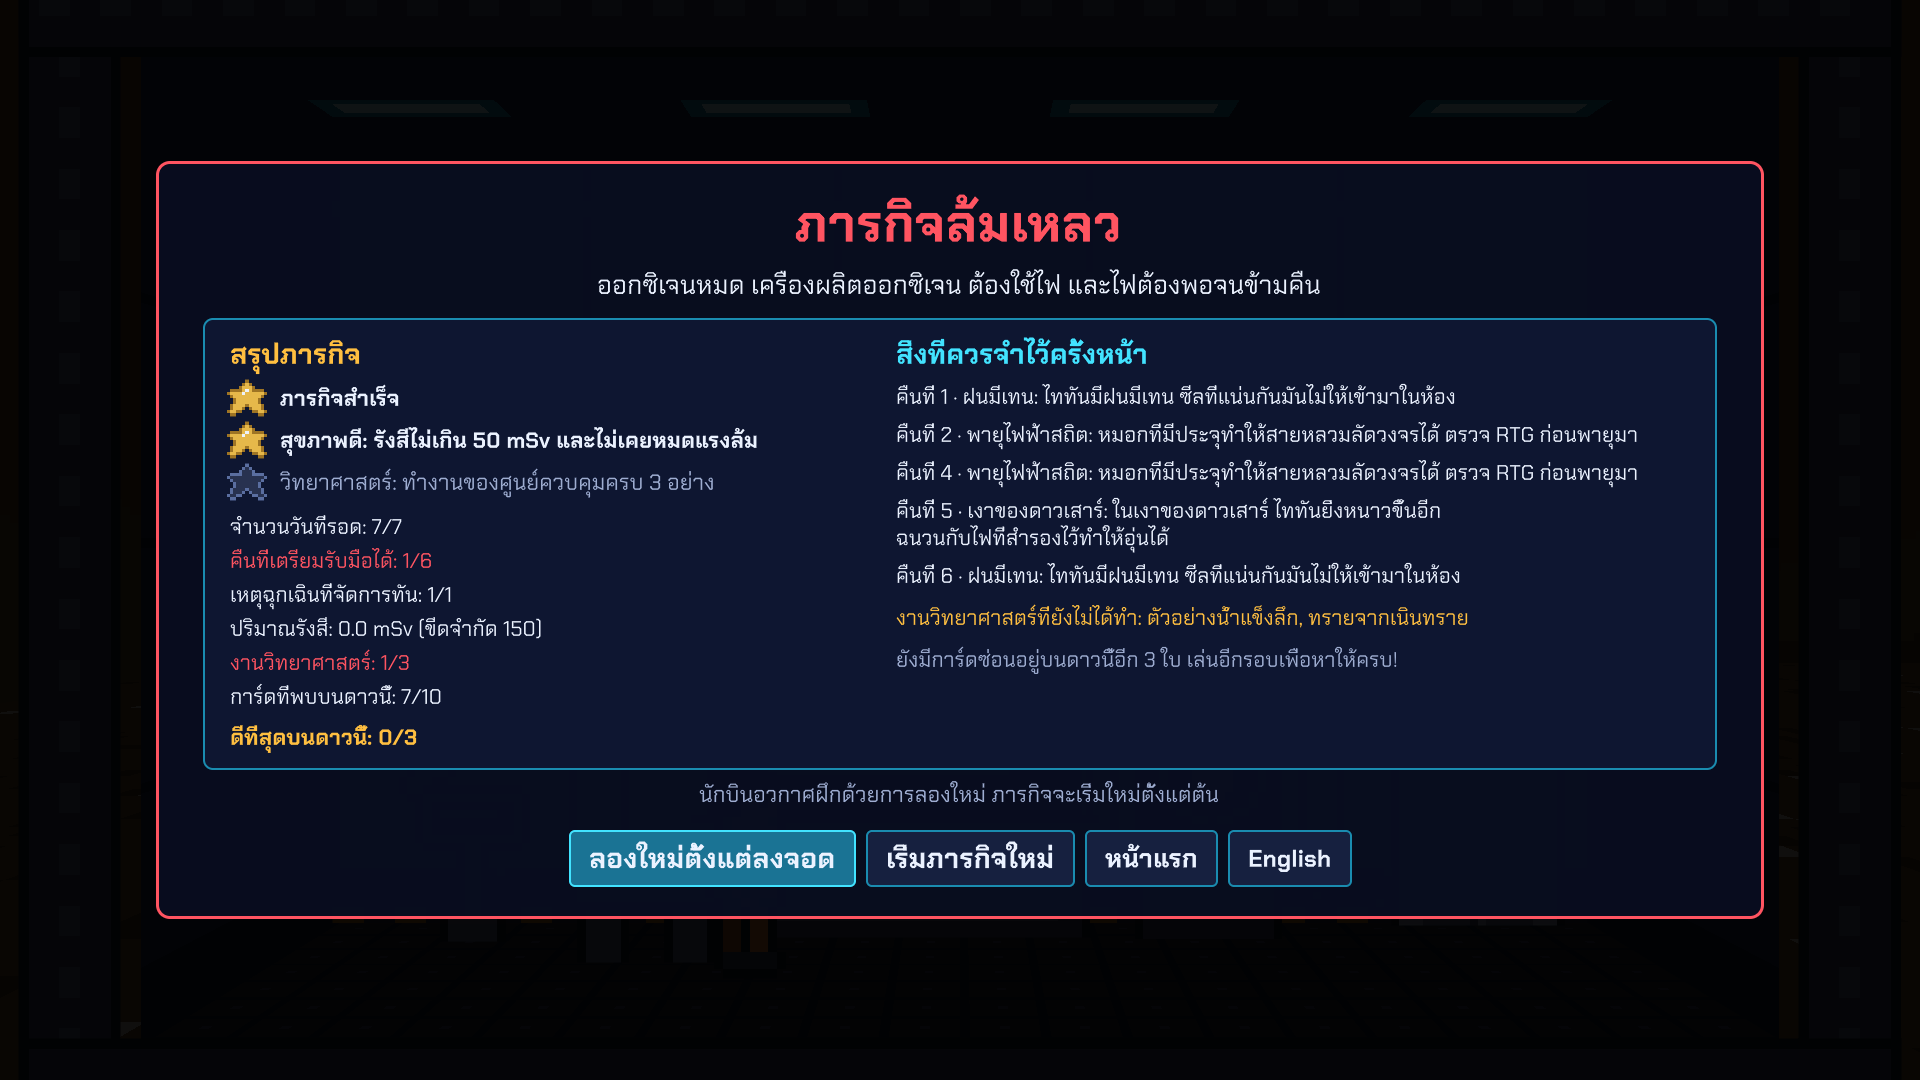 ภารกิจล้มเหลว
ออกซิเจนหมด เครื่องผลิตออกซิเจน ต้องใช้ไฟ และไฟต้องพอจนข้ามคืน
สรุปภารกิจ
ภารกิจสำเร็จ
สุขภาพดี: รังสีไม่เกิน 50 mSv และไม่เคยหมดแรงล้ม
วิทยาศาสตร์: ทำงานของศูนย์ควบคุมครบ 3 อย่าง
จำนวนวันที่รอด: 7/7
คืนที่เตรียมรับมือได้: 1/6
เหตุฉุกเฉินที่จัดการทัน: 1/1
ปริมาณรังสี: 0.0 mSv (ขีดจำกัด 150)
งานวิทยาศาสตร์: 1/3
การ์ดที่พบบนดาวนี้: 7/10
ดีที่สุดบนดาวนี้: 0/3
สิ่งที่ควรจำไว้ครั้งหน้า
คืนที่ 1 · ฝนมีเทน: ไททันมีฝนมีเทน ซีลที่แน่นกันมันไม่ให้เข้ามาในห้อง
คืนที่ 2 · พายุไฟฟ้าสถิต: หมอกที่มีประจุทำให้สายหลวมลัดวงจรได้ ตรวจ RTG ก่อนพายุมา
คืนที่ 4 · พายุไฟฟ้าสถิต: หมอกที่มีประจุทำให้สายหลวมลัดวงจรได้ ตรวจ RTG ก่อนพายุมา
คืนที่ 5 · เงาของดาวเสาร์: ในเงาของดาวเสาร์ ไททันยิ่งหนาวขึ้นอีก
ฉนวนกับไฟที่สำรองไว้ทำให้อุ่นได้
คืนที่ 6 · ฝนมีเทน: ไททันมีฝนมีเทน ซีลที่แน่นกันมันไม่ให้เข้ามาในห้อง
งานวิทยาศาสตร์ที่ยังไม่ได้ทำ: ตัวอย่างน้ำแข็งลึก, ทรายจากเนินทราย
ยังมีการ์ดซ่อนอยู่บนดาวนี้อีก 3 ใบ เล่นอีกรอบเพื่อหาให้ครบ!
นักบินอวกาศฝึกด้วยการลองใหม่ ภารกิจจะเริ่มใหม่ตั้งแต่ต้น
ลองใหม่ตั้งแต่ลงจอด
เริ่มภารกิจใหม่
หน้าแรก
English